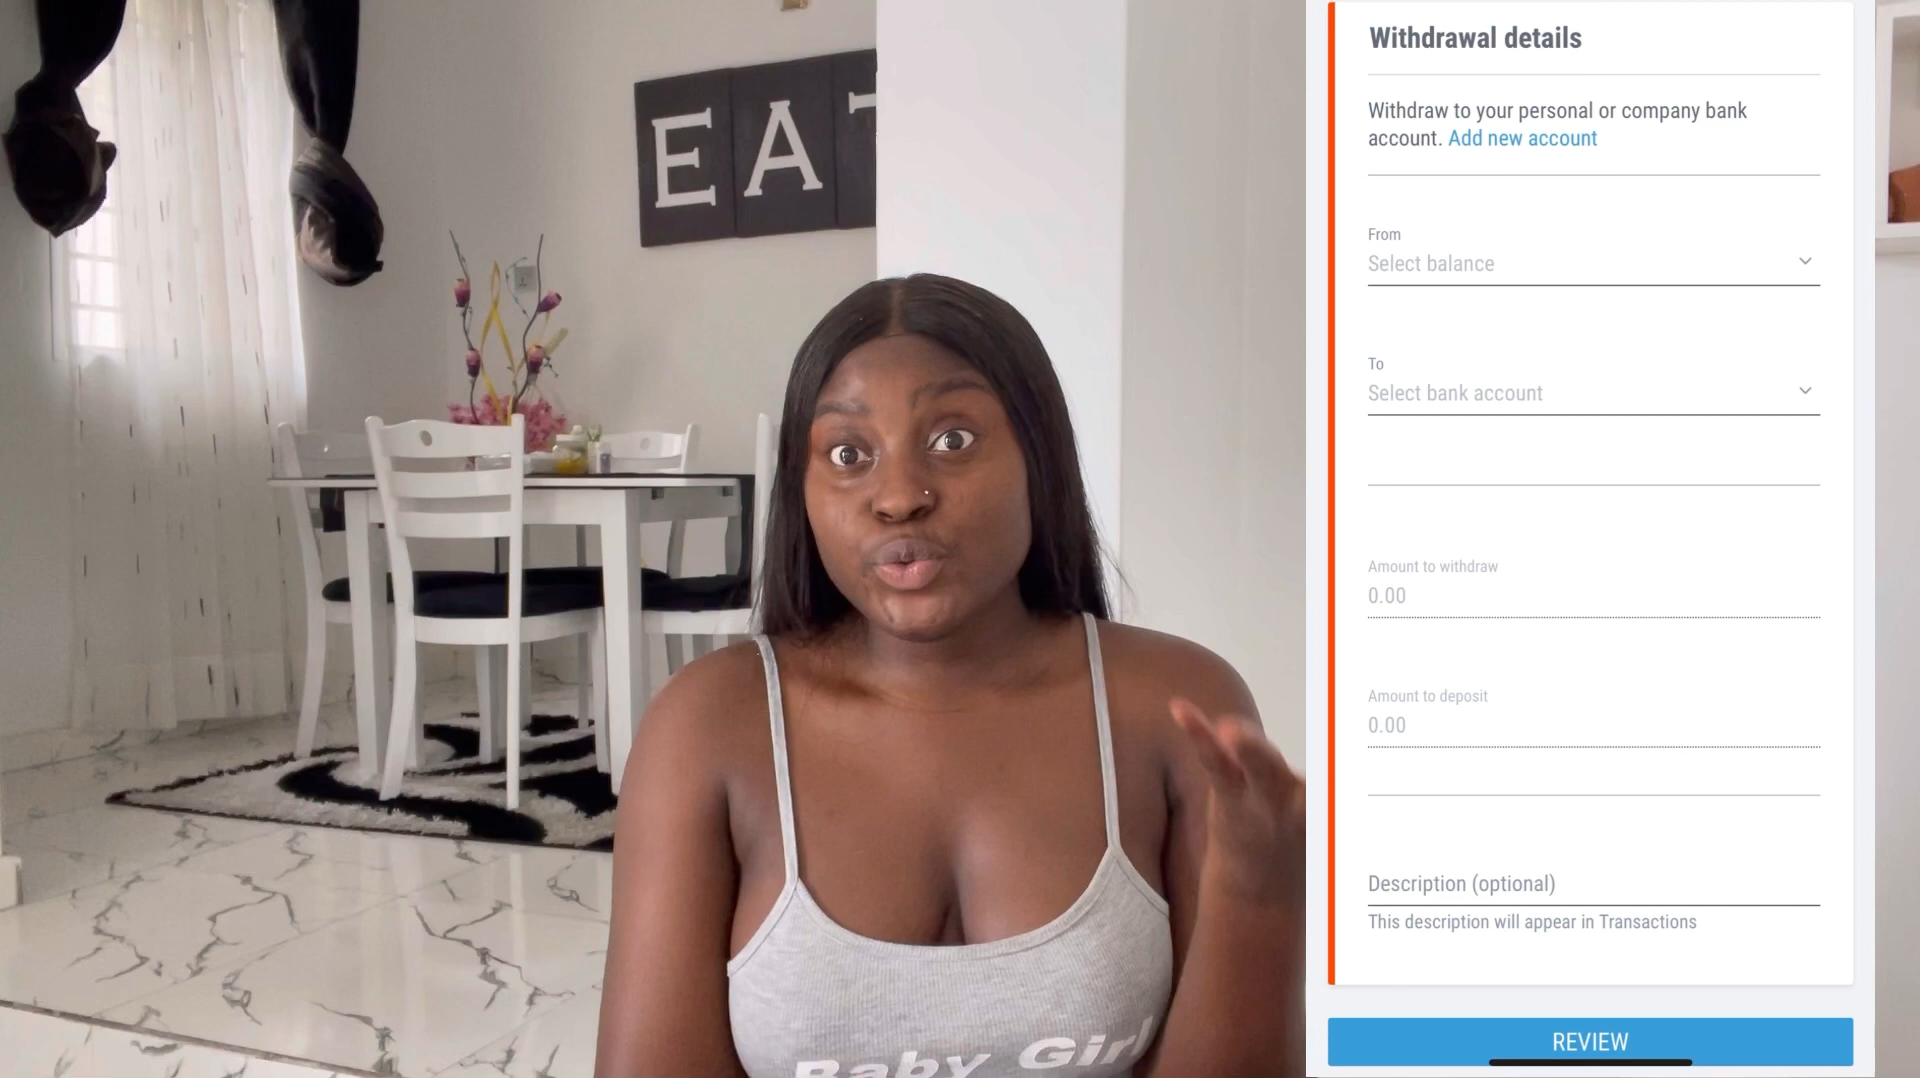 EAT
Baby Girl
Withdrawal details
Withdraw to your personal or company bank
account. Add new account
From
Select balance
To
Select bank account
Amount to withdraw
0.00
Amount to deposit
0.00
Description (optional)
This description will appear in Transactions
REVIEW